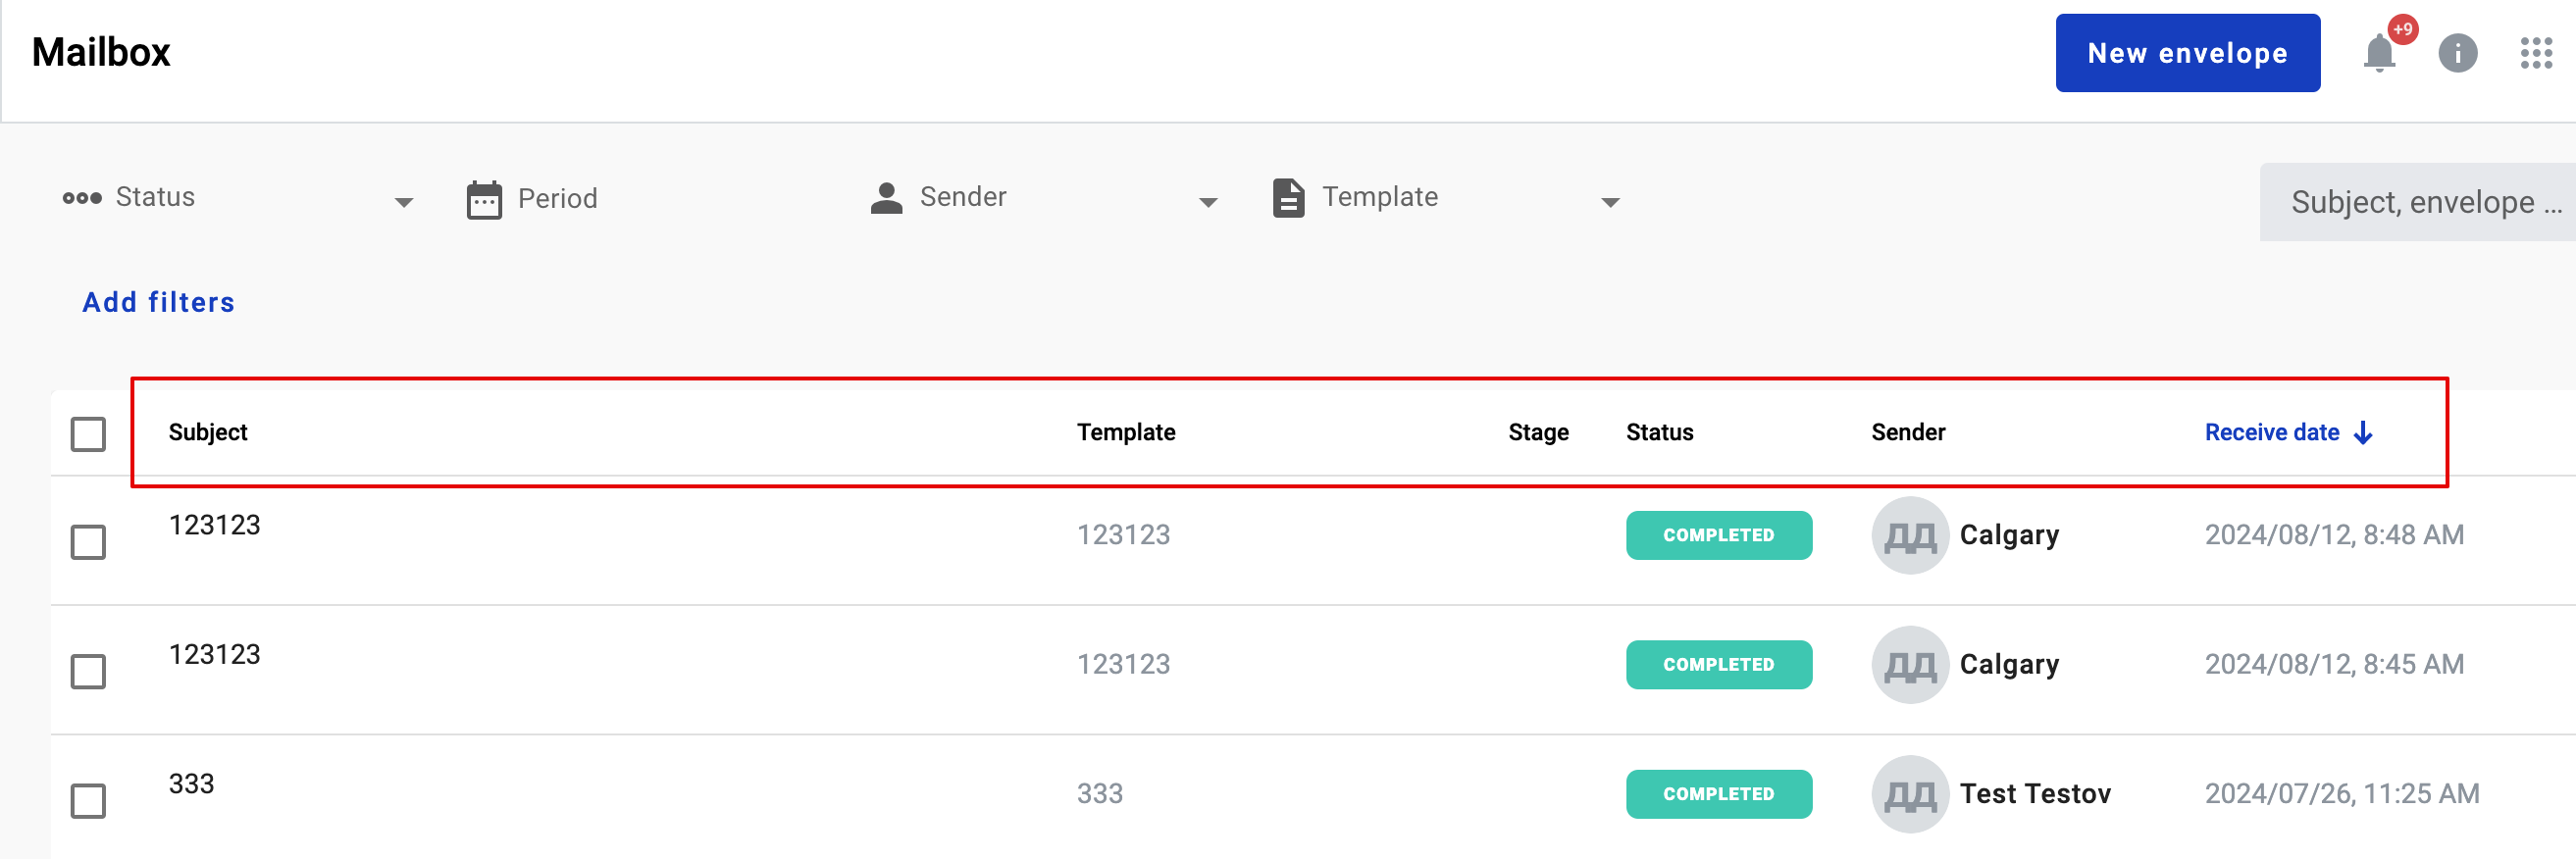 Mailbox
New envelope
+9
Status
Period
Sender
Template
Subject, envelope ...
Add filters
Subject Template Stage Status Sender Receive date
123123 123123 COMPLETED ДД Calgary 2024/08/12, 8:48 AM
123123 123123 COMPLETED ДД Calgary 2024/08/12, 8:45 AM
333 333 COMPLETED ДД Test Testov 2024/07/26, 11:25 AM